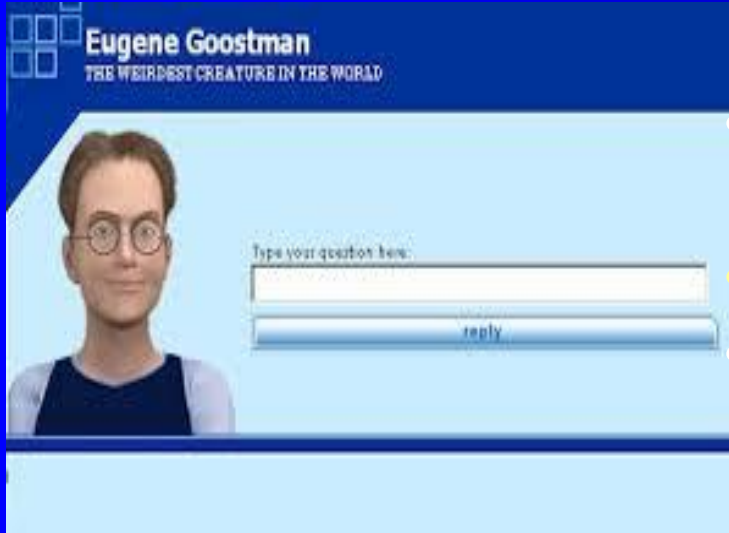 Eugene Goostman
THE WEIRDEST CREATURE IN THE WORLD
Type your question here:
reply